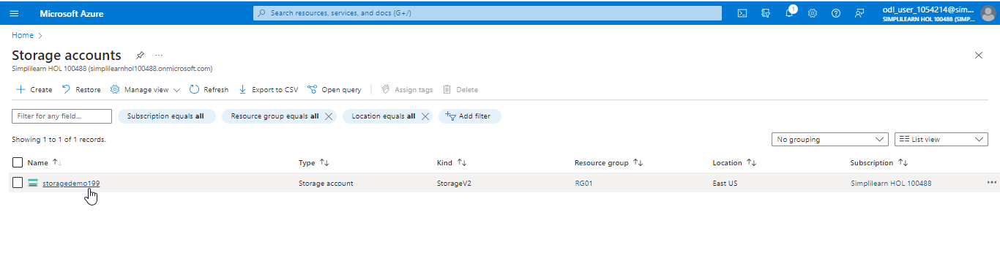 Microsoft Azure
Search resources, services, and docs (G+/)
1
odl_user_1054214@sim...
SIMPLILEARN HOL 100488 (SIMP...
Home
Storage accounts
Simplilearn HOL 100488 (simplilearnhol100488.onmicrosoft.com)
Create Restore Manage view Refresh Export to CSV Open query Assign tags Delete
Filter for any field... Subscription equals all Resource group equals all Location equals all Add filter
Showing 1 to 1 of 1 records. No grouping List view
Name Type Kind Resource group Location Subscription
storagedemo199 Storage account StorageV2 RG01 East US Simplilearn HOL 100488